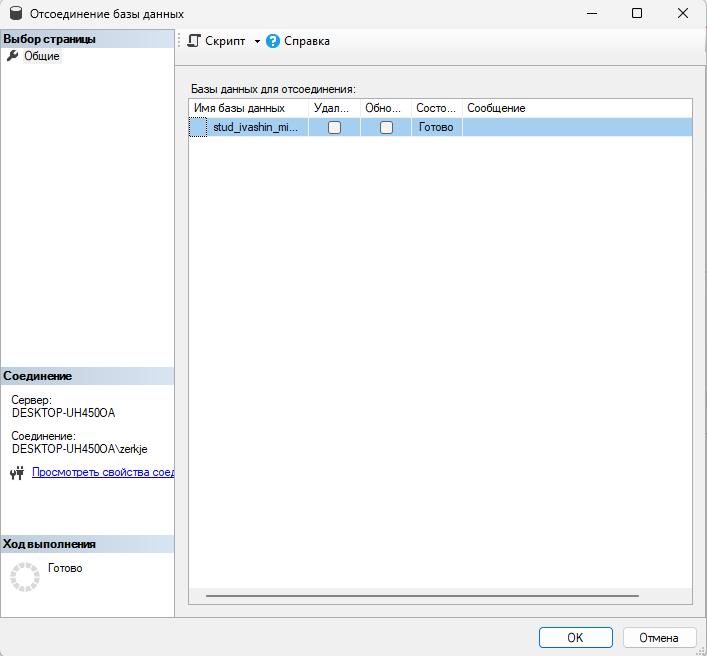 Отсоединение базы данных
Выбор страницы
Общие
Скрипт
Справка
Базы данных для отсоединения:
Имя базы данных Удал... Обно... Состо... Сообщение
stud_ivashin_mi... Готово
Соединение
Сервер:
DESKTOP-UH450OA
Соединение:
DESKTOP-UH450OA\zerkje
Просмотреть свойства соед
Ход выполнения
Готово
OK Отмена